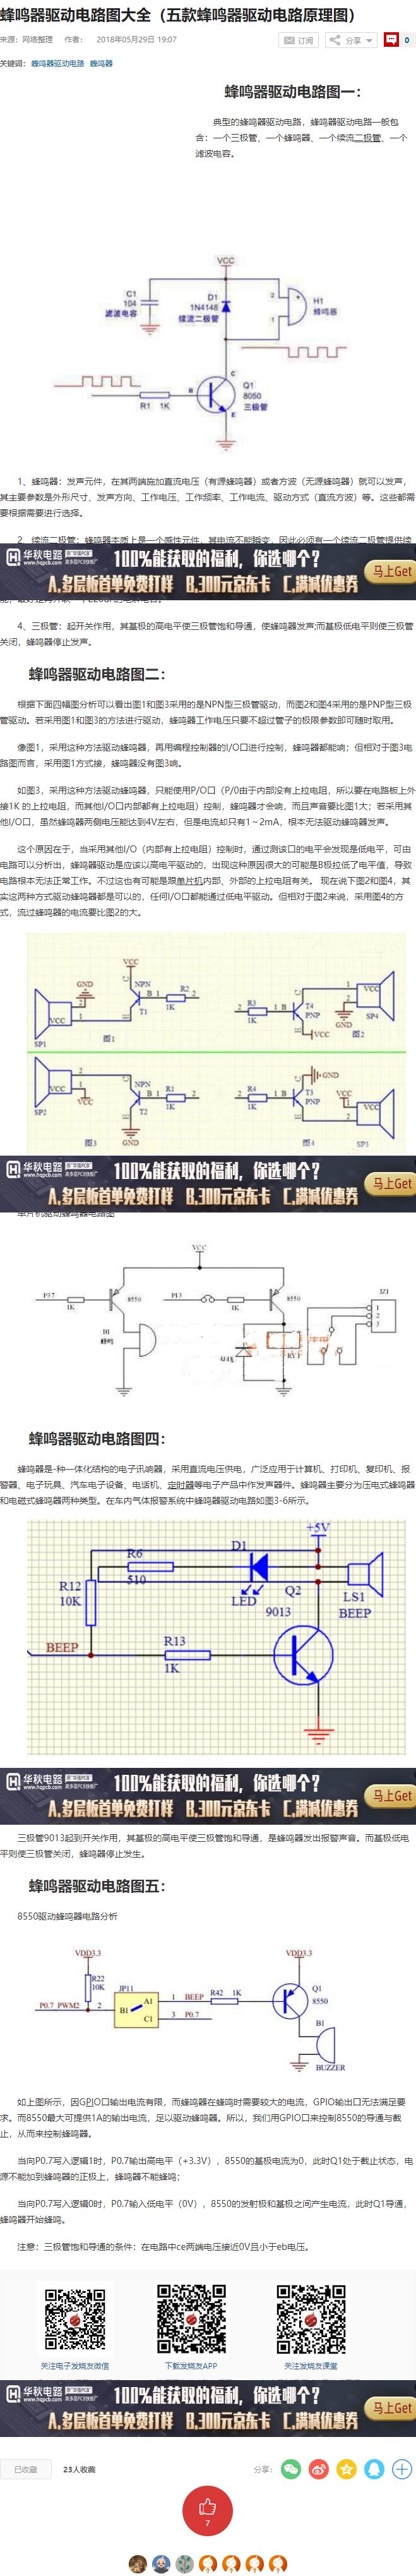 蜂鸣器驱动电路图大全（五款蜂鸣器驱动电路原理图）
来源：网络整理 作者： 2018年05月29日 19:07
订阅 分享 0
关键词： 蜂鸣器驱动电路 蜂鸣器
蜂鸣器驱动电路图一：
典型的蜂鸣器驱动电路，蜂鸣器驱动电路一般包
含：一个三极管、一个蜂鸣器、一个续流二极管、一个
滤波电容。
VCC
C1
104
滤波电容
D1
1N4148
续流二极管
2
1
H1
蜂鸣器
R1 1K
B
C
E
Q1
8050
三极管
1、蜂鸣器：发声元件，在其两端施加直流电压（有源蜂鸣器）或者方波（无源蜂鸣器）就可以发声，
其主要参数是外形尺寸、发声方向、工作电压、工作频率、工作电流、驱动方式（直流方波）等。这些都需
要根据需要进行选择。
2、续流二极管：蜂鸣器本质上是一个感性元件，其电流不能瞬变，因此必须有一个续流二极管提供续
华秋电路
www.hqpcb.com
100%能获取的福利，你选哪个？
A.多层板首单免费打样 B.300元京东卡 C.满减优惠券
马上Get
4、三极管：起开关作用，其基极的高电平使三极管饱和导通，使蜂鸣器发声;而基极低电平则使三极管
关闭，蜂鸣器停止发声。
蜂鸣器驱动电路图二：
根据下面四幅图分析可以看出图1和图3采用的是NPN型三极管驱动，而图2和图4采用的是PNP型三极
管驱动。若采用图1和图3的方法进行驱动，蜂鸣器工作电压只要不超过管子的极限参数即可随时取用。
像图1，采用这种方法驱动蜂鸣器，再用编程控制器的I/O口进行控制，蜂鸣器都能响；但相对于图3电
路图而言，采用图1方式接，蜂鸣器没有图3响。
如图3，采用这种方法驱动蜂鸣器，只能使用P/O口（P/0由于内部没有上拉电阻，所以要在电路板上外
接1K 的上拉电阻，而其他I/O口内部都有上拉电阻）控制，蜂鸣器才会响，而且声音要比图1大；若采用其
他I/O口，虽然蜂鸣器两侧电压能达到4V左右，但是电流却只有1～2mA，根本无法驱动蜂鸣器发声。
这个原因在于，当采用其他I/O（内部有上拉电阻）控制时，通过测该口的电平会发现是低电平，可由
电路可以分析出，蜂鸣器驱动是应该以高电平驱动的，出现这种原因很大的可能是B极拉低了电平值，导致
电路根本无法正常工作。不过这也有可能是跟单片机内部、外部的上拉电阻有关。 现在说下图2和图4，其
实这两种方式驱动蜂鸣器都是可以的，任何I/O口都能通过低电平驱动。但相对于图2来说，采用图4的方
式，流过蜂鸣器的电流要比图2的大。
VCC
GND
NPN
B 1
R2
2
1K
T1
VCC
SP1
图1
R3
1K
T4
PNP
VCC
GND
VCC
SP4
图2
VCC
SP2
VCC
NPN
B 1
R1
1K
T2
GND
图3
R4
1K
1 B
T3
PNP
GND
VCC
VCC
SP3
图4
华秋电路
www.hqpcb.com
100%能获取的福利，你选哪个？
A.多层板首单免费打样 B.300元京东卡 C.满减优惠券
马上Get
单片机驱动蜂鸣器电路图
VCC
P37
1K
8550
P13
1K
8550
JZ1
1
2
3
蜂鸣器驱动电路图四：
蜂鸣器是-种一体化结构的电子讯响器，采用直流电压供电，广泛应用于计算机、打印机、复印机、报
警器、电子玩具、汽车电子设备、电话机、定时器等电子产品中作发声器件。蜂鸣器主要分为压电式蜂鸣器
和电磁式蜂鸣器两种类型。在车内气体报警系统中蜂鸣器驱动电路如图3-6所示。
+5V
D1
R6
510
R12
10K
LED
Q2
9013
LS1
BEEP
BEEP
R13
1K
华秋电路
www.hqpcb.com
100%能获取的福利，你选哪个？
A.多层板首单免费打样 B.300元京东卡 C.满减优惠券
马上Get
三极管9013起到开关作用，其基极的高电平使三极管饱和导通，是蜂鸣器发出报警声音。而基极低电
平则使三极管关闭，蜂鸣器停止发生。
蜂鸣器驱动电路图五：
8550驱动蜂鸣器电路分析
VDD3.3
R22
10K
JP11
P0.7 PWM2 2
B1
A1
C1
1 BEEP
3 P0.7
R42 1K
VDD3.3
Q1
8550
B1
BUZZER
如上图所示，因GPIO口输出电流有限，而蜂鸣器在蜂鸣时需要较大的电流，GPIO输出口无法满足要
求。而8550最大可提供1A的输出电流，足以驱动蜂鸣器。所以，我们用GPIO口来控制8550的导通与截
止，从而来控制蜂鸣器。
当向P0.7写入逻辑1时，P0.7输出高电平（+3.3V），8550的基极电流为0，此时Q1处于截止状态，电
源不能加到蜂鸣器的正极上，蜂鸣器不能蜂鸣；
当向P0.7写入逻辑0时，P0.7输入低电平（0V），8550的发射极和基极之间产生电流，此时Q1导通，
蜂鸣器开始蜂鸣。
注意：三极管饱和导通的条件：在电路中ce两端电压接近0V且小于eb电压。
关注电子发烧友微信 下载发烧友APP 关注发烧友课堂
华秋电路
www.hqpcb.com
100%能获取的福利，你选哪个？
A.多层板首单免费打样 B.300元京东卡 C.满减优惠券
马上Get
已收藏 23人收藏 分享：
7